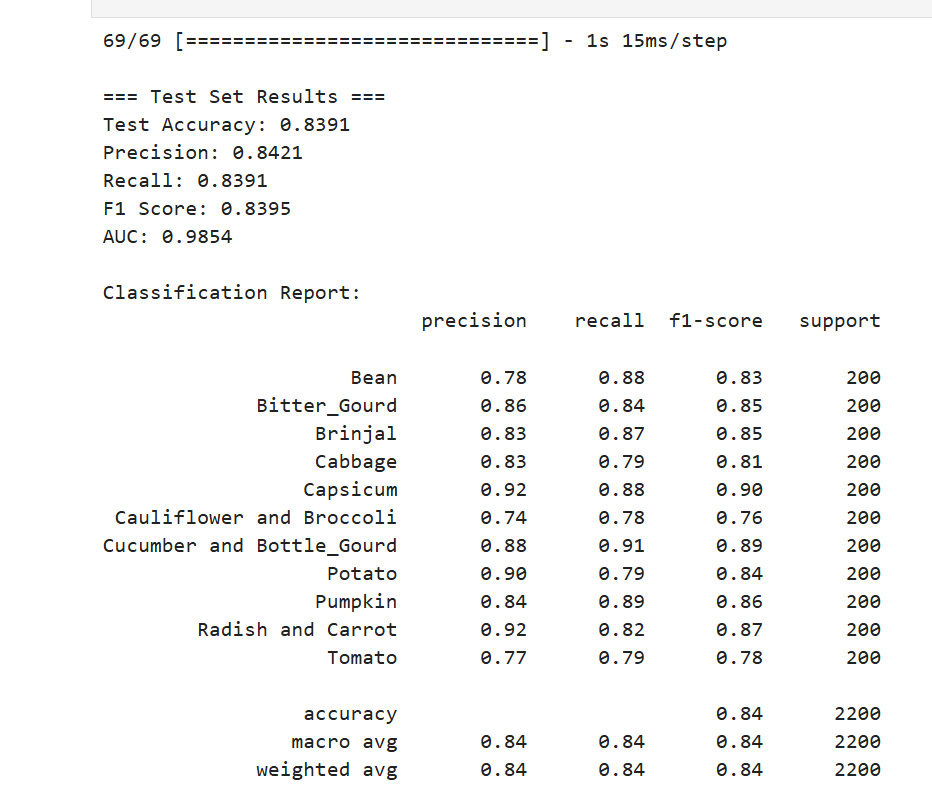 69/69 [==============================] - 1s 15ms/step
=== Test Set Results ===
Test Accuracy: 0.8391
Precision: 0.8421
Recall: 0.8391
F1 Score: 0.8395
AUC: 0.9854
Classification Report:
precision recall f1-score support
Bean 0.78 0.88 0.83 200
Bitter_Gourd 0.86 0.84 0.85 200
Brinjal 0.83 0.87 0.85 200
Cabbage 0.83 0.79 0.81 200
Capsicum 0.92 0.88 0.90 200
Cauliflower and Broccoli 0.74 0.78 0.76 200
Cucumber and Bottle_Gourd 0.88 0.91 0.89 200
Potato 0.90 0.79 0.84 200
Pumpkin 0.84 0.89 0.86 200
Radish and Carrot 0.92 0.82 0.87 200
Tomato 0.77 0.79 0.78 200
accuracy 0.84 2200
macro avg 0.84 0.84 0.84 2200
weighted avg 0.84 0.84 0.84 2200